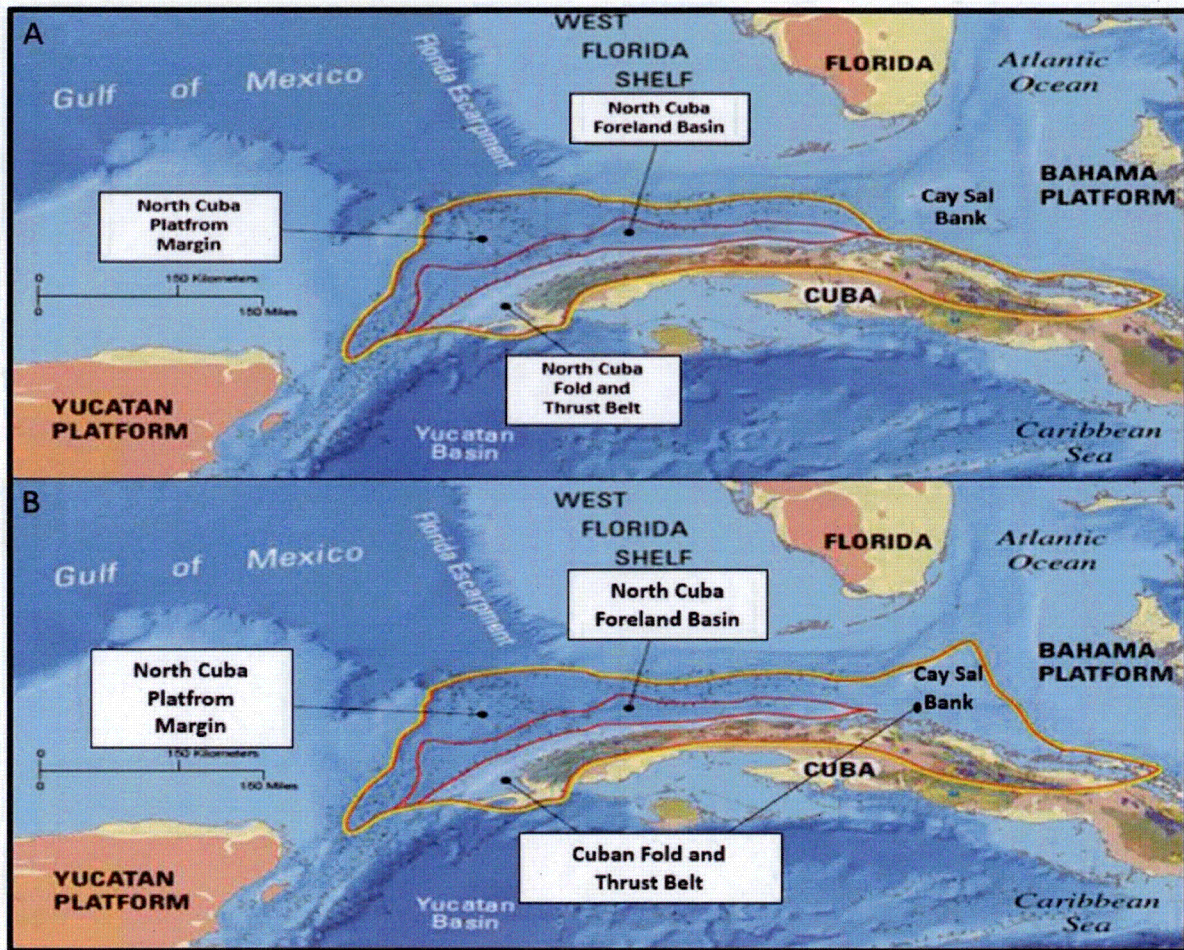 A
WEST
FLORIDA
SHELF
FLORIDA
Atlantic
Ocean
Gulf of Mexico
Florida Escarpment
North Cuba
Foreland Basin
BAHAMA
PLATFORM
Cay Sal
Bank
North Cuba
Platfrom
Margin
0 150 Kilometers
0 150 Miles
CUBA
North Cuba
Fold and
Thrust Belt
YUCATAN
PLATFORM
Yucatan
Basin
Caribbean
Sea
B
WEST
FLORIDA
SHELF
FLORIDA
Atlantic
Ocean
Gulf of Mexico
Florida Escarpment
North Cuba
Foreland Basin
BAHAMA
PLATFORM
Cay Sal
Bank
North Cuba
Platfrom
Margin
150 Kilometers
0 150 Miles
CUBA
Cuban Fold and
Thrust Belt
YUCATAN
PLATFORM
Yucatan
Basin
Caribbean
Sea